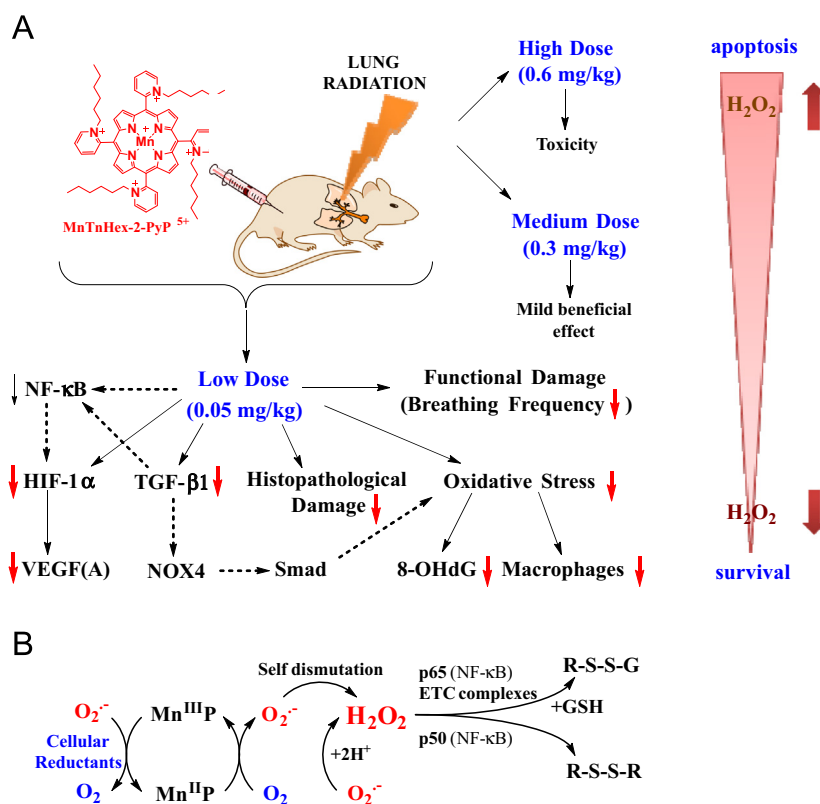 A
LUNG
RADIATION
High Dose
(0.6 mg/kg)
Toxicity
Medium Dose
(0.3 mg/kg)
Mild beneficial
effect
apoptosis
H₂O₂
H₂O₂
survival
N
+
N
+
N
+
N
+
N
N
N
N
Mn
+
MnTnHex-2-PyP 5+
NF-κB
Low Dose
(0.05 mg/kg)
Functional Damage
(Breathing Frequency )
HIF-1α
TGF-β1
Histopathological
Damage
Oxidative Stress
VEGF(A)
NOX4
Smad
8-OHdG
Macrophages
B
Self dismutation
p65 (NF-κB)
ETC complexes
R-S-S-G
O₂·-
MnIIIP
O₂·-
H₂O₂
+GSH
Cellular
Reductants
+2H⁺
p50 (NF-κB)
O₂
MnIIP
O₂
O₂·-
R-S-S-R